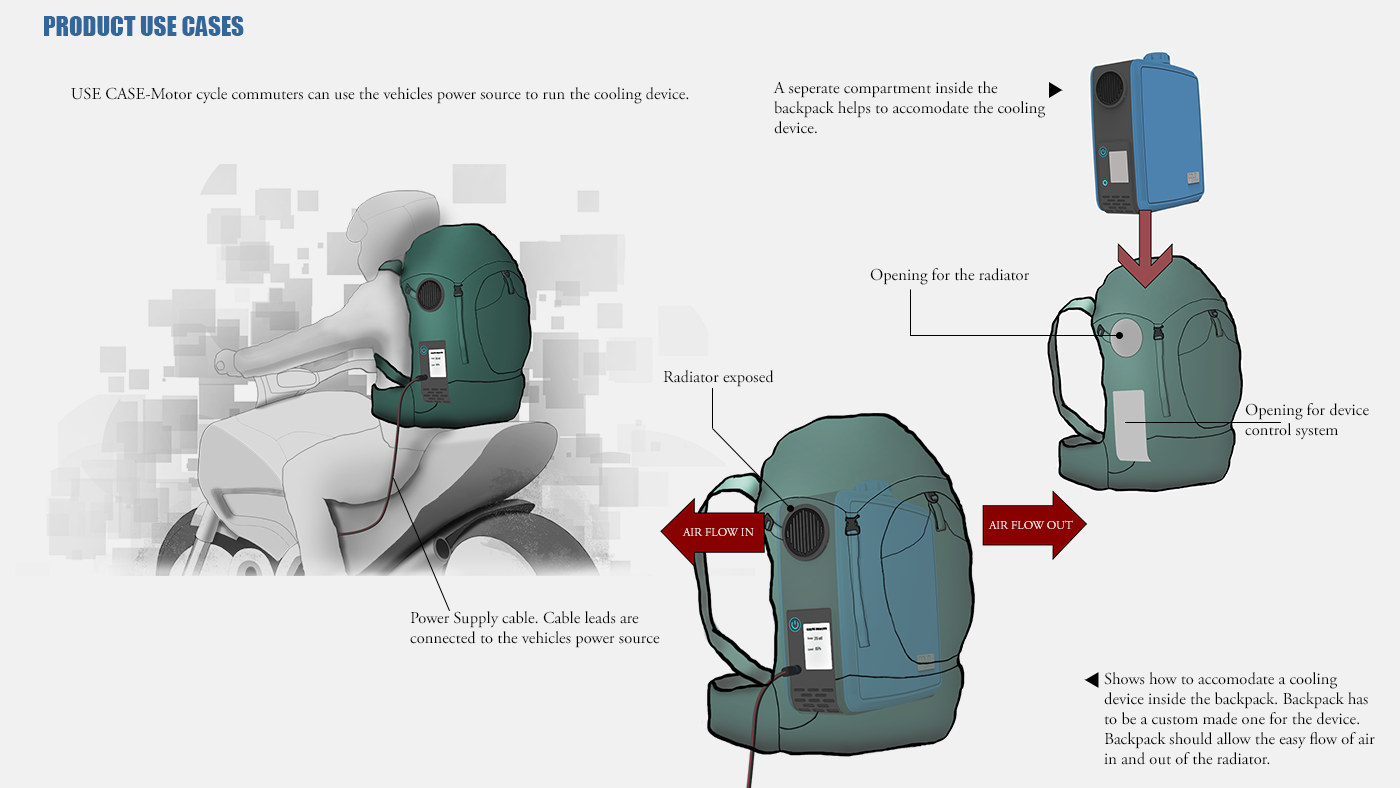 PRODUCT USE CASES
USE CASE-Motor cycle commuters can use the vehicles power source to run the cooling device.
A seperate compartment inside the
backpack helps to accomodate the cooling
device.
Opening for the radiator
Opening for device
control system
Radiator exposed
AIR FLOW IN
AIR FLOW OUT
Power Supply cable. Cable leads are
connected to the vehicles power source
Shows how to accomodate a cooling
device inside the backpack. Backpack has
to be a custom made one for the device.
Backpack should allow the easy flow of air
in and out of the radiator.